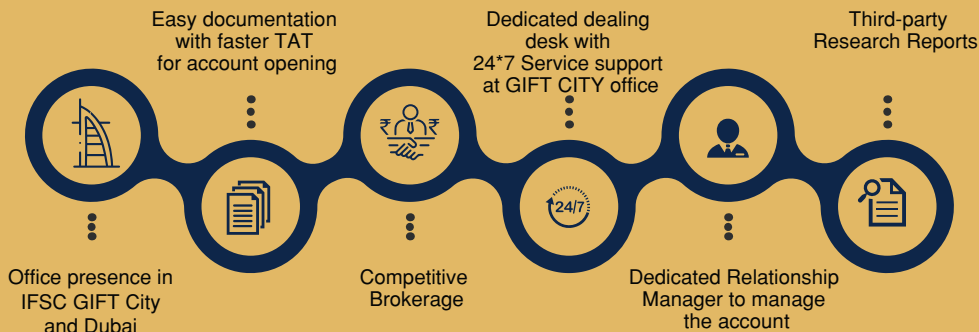 Easy documentation
with faster TAT
for account opening
Dedicated dealing
desk with
24*7 Service support
at GIFT CITY office
Third-party
Research Reports
₹ ₹
24/7
Office presence in
IFSC GIFT City
and Dubai
Competitive
Brokerage
Dedicated Relationship
Manager to manage
the account